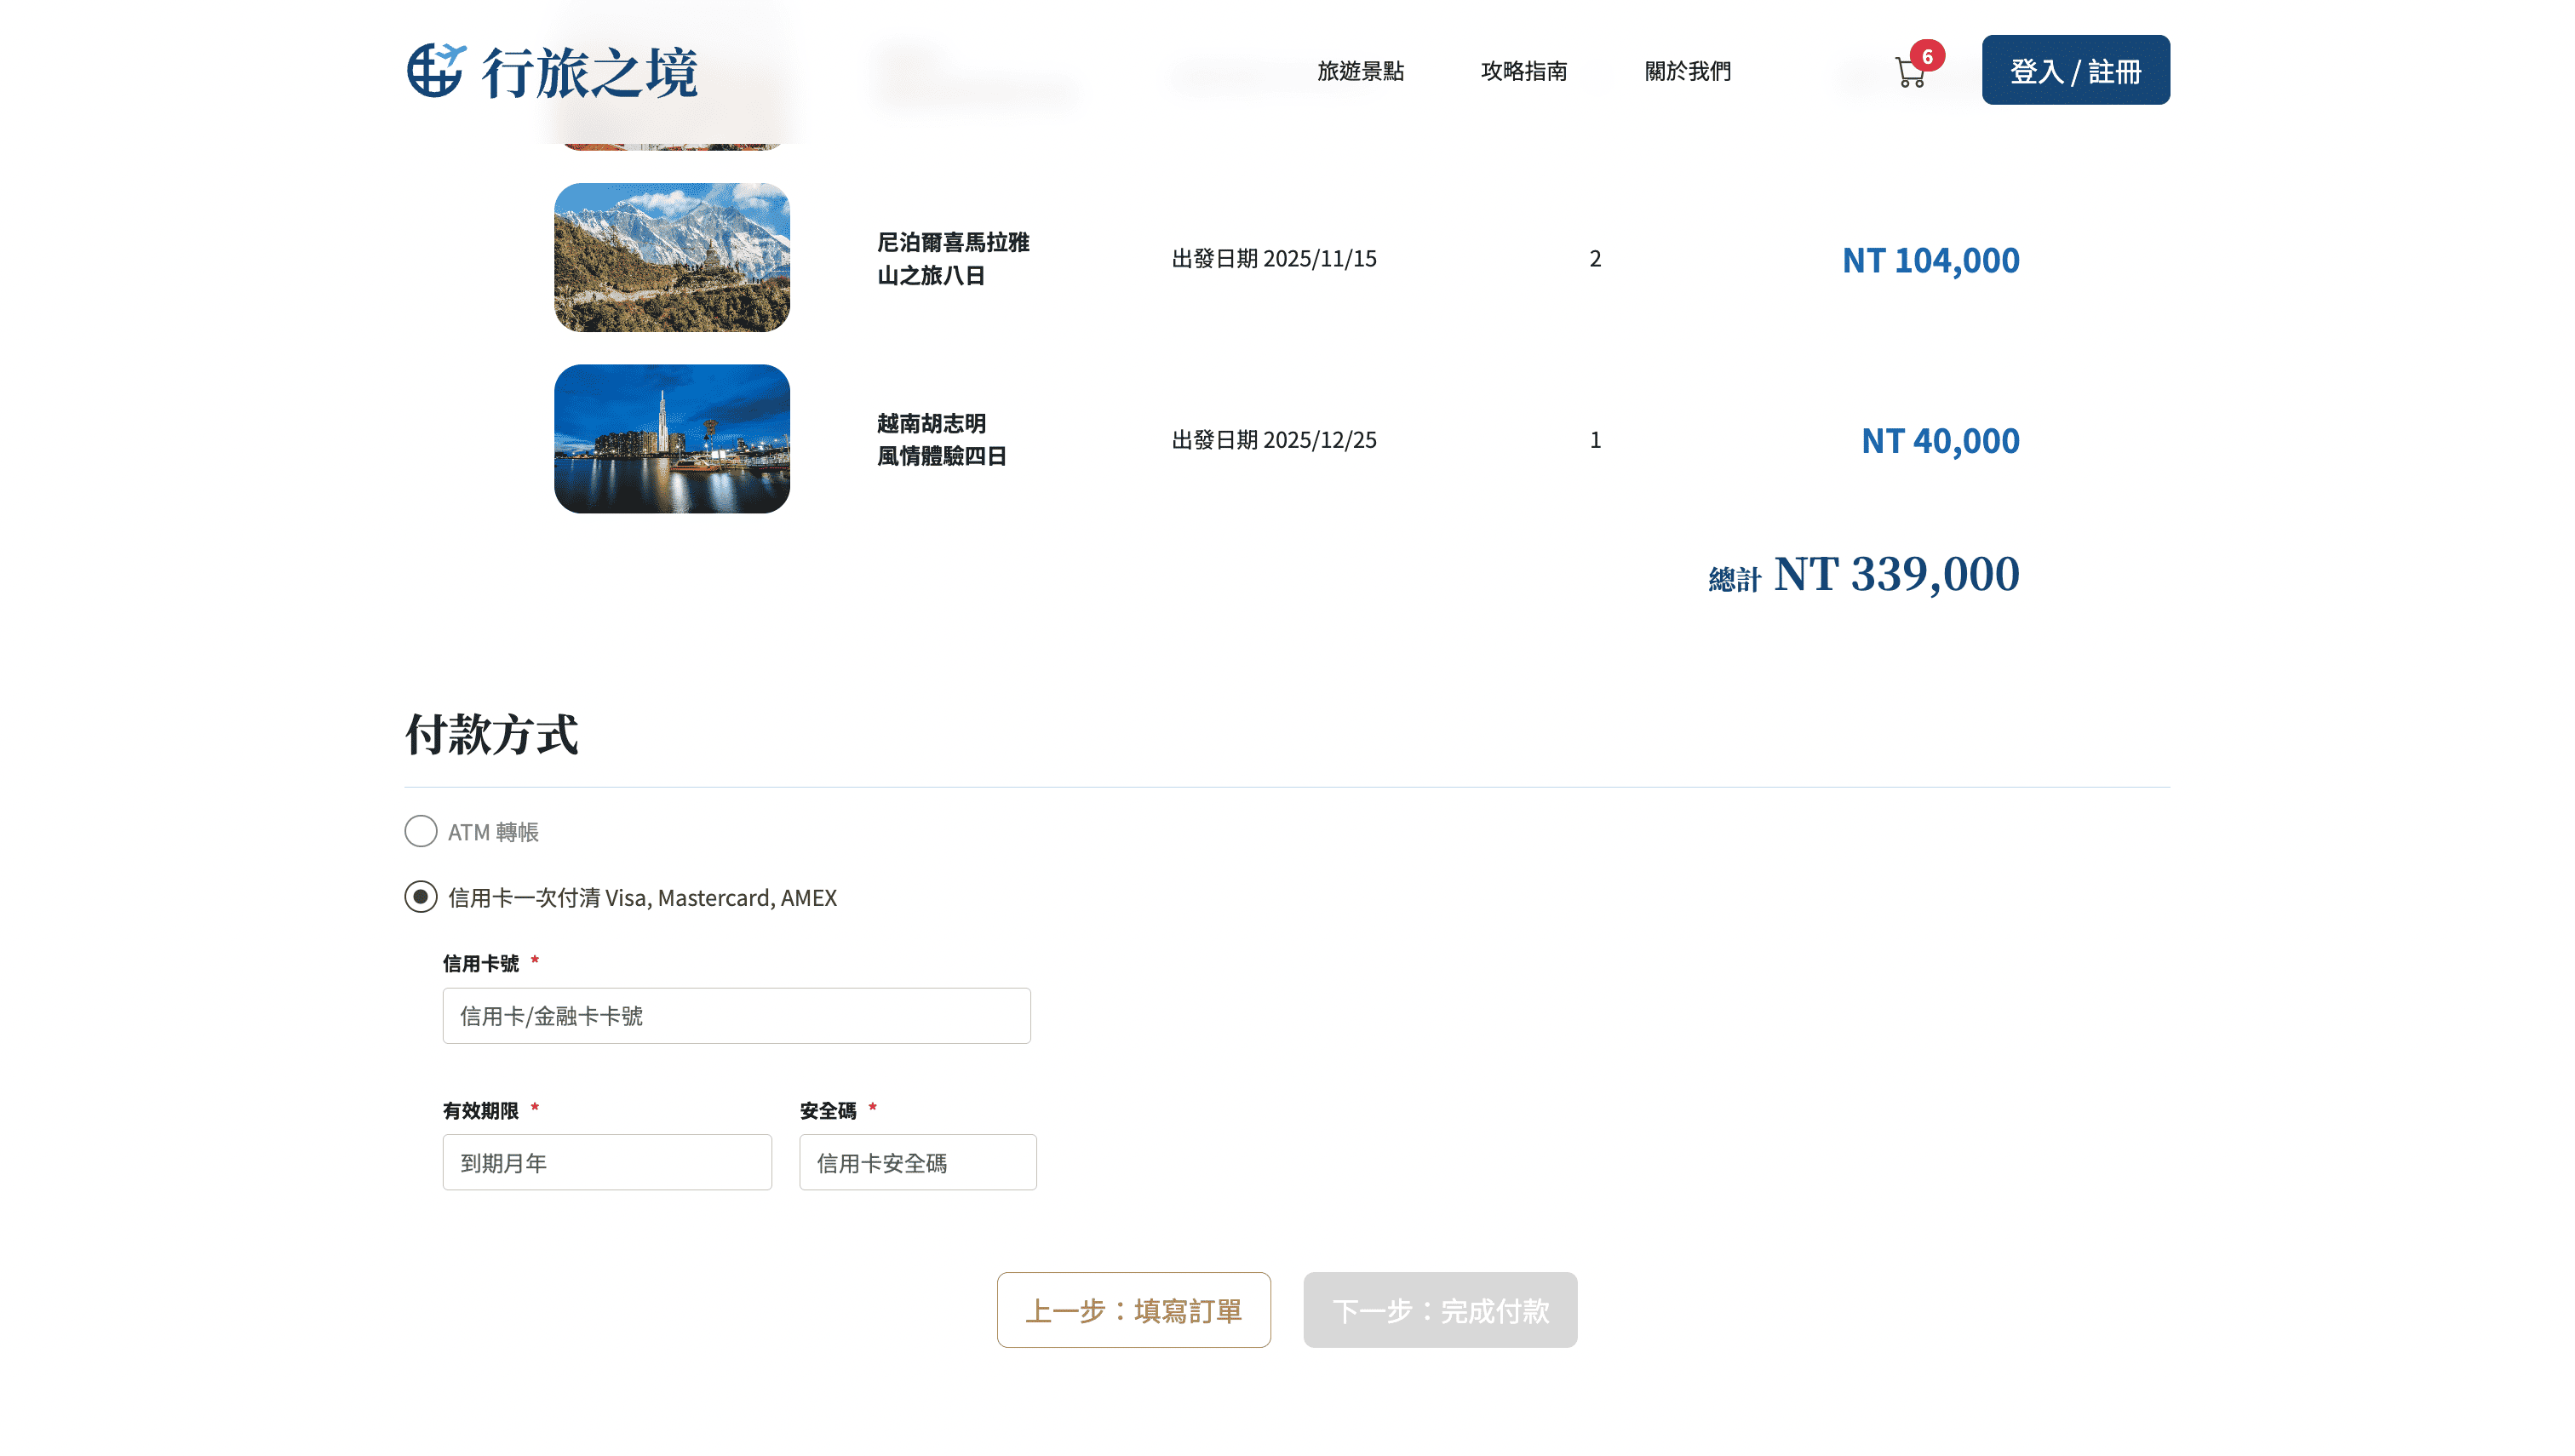 行旅之境
旅遊景點
攻略指南
關於我們
6
登入 / 註冊
尼泊爾喜馬拉雅
山之旅八日
出發日期 2025/11/15
2
NT 104,000
越南胡志明
風情體驗四日
出發日期 2025/12/25
1
NT 40,000
總計 NT 339,000
付款方式
ATM 轉帳
信用卡一次付清 Visa, Mastercard, AMEX
信用卡號 *
信用卡/金融卡卡號
有效期限 *
安全碼 *
到期月年
信用卡安全碼
上一步：填寫訂單
下一步：完成付款